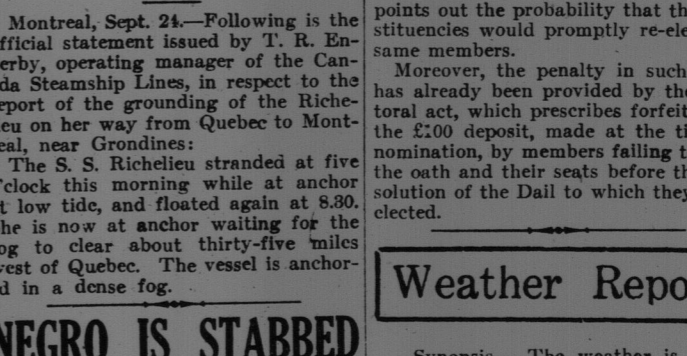 Montreal, Sept. 24.—Following is the
fficial statement issued by T. R. En-
erby, operating manager of the Can-
da Steamship Lines, in respect to the
eport of the grounding of the Riche-
ieu on her way from Quebec to Mont-
eal, near Grondines:
The S. S. Richelieu stranded at five
'clock this morning while at anchor
t low tide, and floated again at 8.30.
he is now at anchor waiting for the
og to clear about thirty-five miles
vest of Quebec. The vessel is anchor-
d in a dense fog.
NEGRO IS STABBED
points out the probability that th
stituencies would promptly re-ele
same members.
Moreover, the penalty in such
has already been provided by the
toral act, which prescribes forfeit
the £100 deposit, made at the ti
nomination, by members failing t
the oath and their seats before th
solution of the Dail to which they
elected.
Weather Repo
Synopsis The weather is